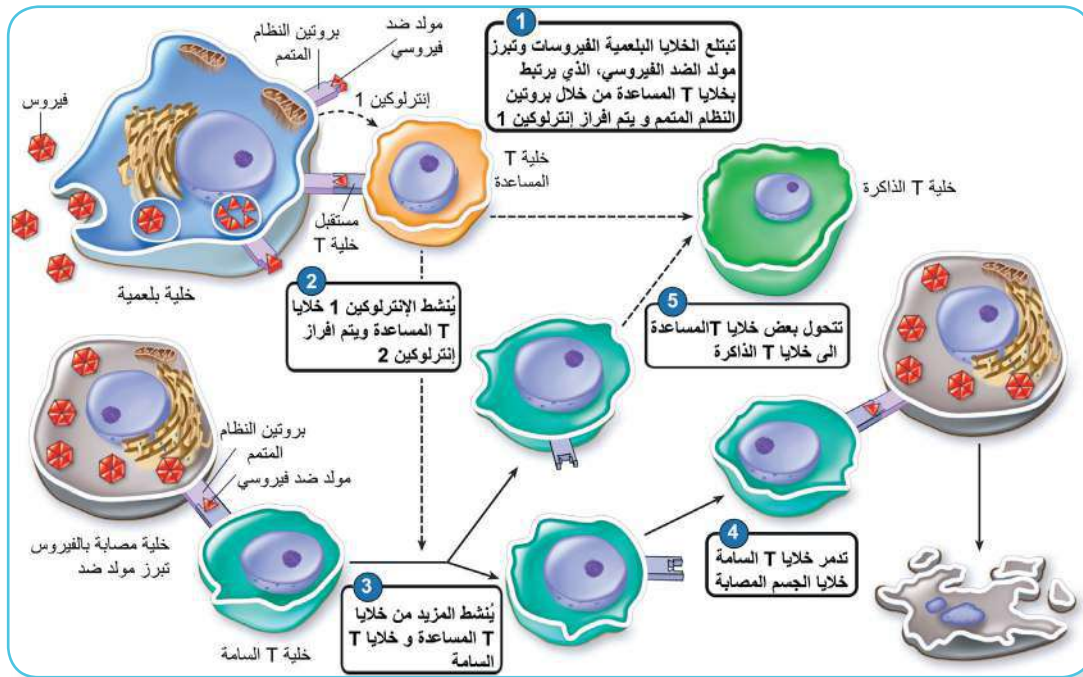 1
تبتلع الخلايا البلعمية الفيروسات وتبرز
مولد الضد الفيروسي، الذي يرتبط
بخلايا T المساعدة من خلال بروتين
النظام المتمم و يتم افراز إنترلوكين 1
مولد ضد
فيروسي
بروتين النظام
المتمم
إنترلوكين 1
فيروس
خلية T
المساعدة
مستقبل
خلية T
خلية بلعمية
خلية T الذاكرة
2
يُنشط الإنترلوكين 1 خلايا
T المساعدة ويتم افراز
إنترلوكين 2
5
تتحول بعض خلايا Tالمساعدة
الى خلايا T الذاكرة
بروتين النظام
المتمم
مولد ضد فيروسي
خلية مصابة بالفيروس
تبرز مولد ضد
خلية T السامة
3
يُنشط المزيد من خلايا
T المساعدة و خلايا T
السامة
4
تدمر خلايا T السامة
خلايا الجسم المصابة